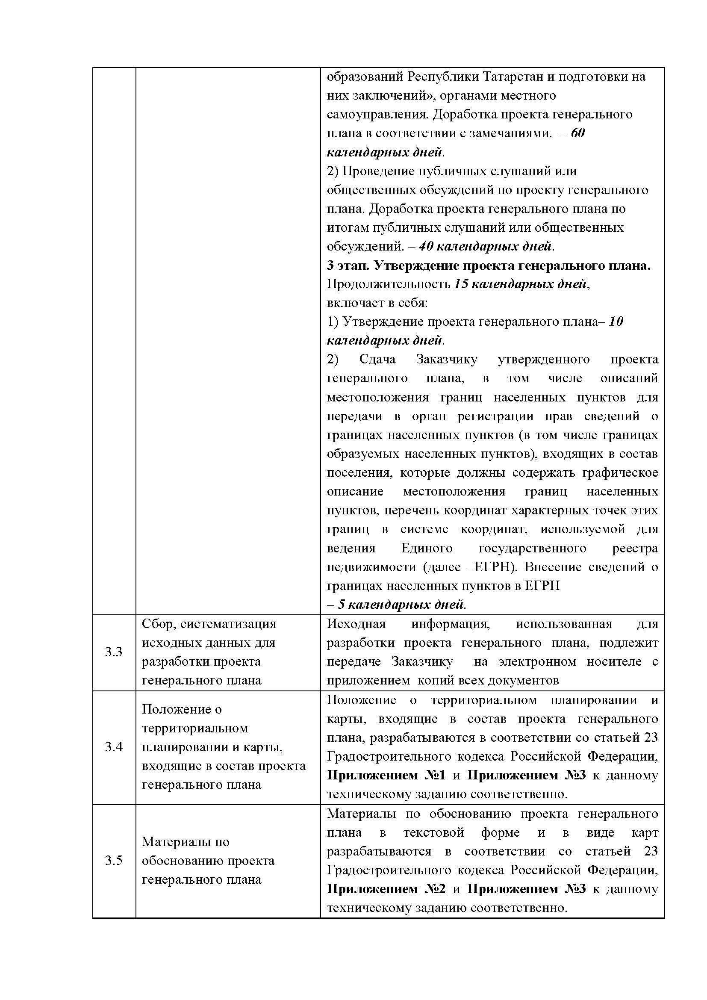 образований Республики Татарстан и подготовки на
них заключений», органами местного
самоуправления. Доработка проекта генерального
плана в соответствии с замечаниями.  – 60
календарных дней.
2) Проведение публичных слушаний или
общественных обсуждений по проекту генерального
плана. Доработка проекта генерального плана по
итогам публичных слушаний или общественных
обсуждений. – 40 календарных дней.
3 этап. Утверждение проекта генерального плана.
Продолжительность 15 календарных дней,
включает в себя:
1) Утверждение проекта генерального плана– 10
календарных дней.
2) Сдача Заказчику утвержденного проекта
генерального плана, в том числе описаний
местоположения границ населенных пунктов для
передачи в орган регистрации прав сведений о
границах населенных пунктов (в том числе границах
образуемых населенных пунктов), входящих в состав
поселения, которые должны содержать графическое
описание местоположения границ населенных
пунктов, перечень координат характерных точек этих
границ в системе координат, используемой для
ведения Единого государственного реестра
недвижимости (далее –ЕГРН). Внесение сведений о
границах населенных пунктов в ЕГРН
– 5 календарных дней.
3.3
Сбор, систематизация
исходных данных для
разработки проекта
генерального плана
Исходная информация, использованная для
разработки проекта генерального плана, подлежит
передаче Заказчику  на электронном носителе с
приложением  копий всех документов
3.4
Положение о
территориальном
планировании и карты,
входящие в состав проекта
генерального плана
Положение о территориальном планировании и
карты, входящие в состав проекта генерального
плана, разрабатываются в соответствии со статьей 23
Градостроительного кодекса Российской Федерации,
Приложением №1 и Приложением №3 к данному
техническому заданию соответственно.
3.5
Материалы по
обоснованию проекта
генерального плана
Материалы по обоснованию проекта генерального
плана в текстовой форме и в виде карт
разрабатываются в соответствии со статьей 23
Градостроительного кодекса Российской Федерации,
Приложением №2 и Приложением №3 к данному
техническому заданию соответственно.